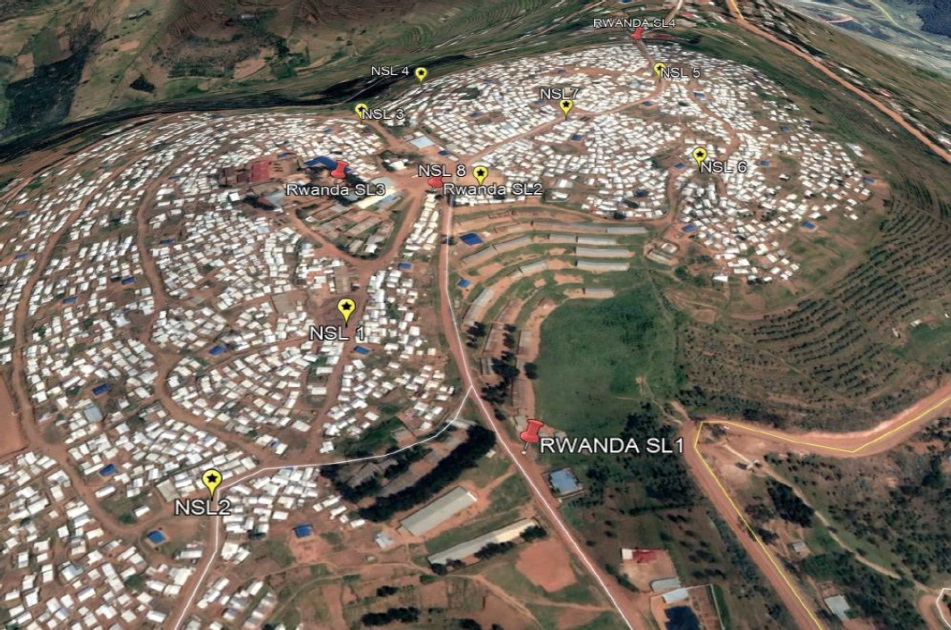 RWANDA SL4
NSL 4
NSL 5
NSL7
NSL 3
NSL 6
NSL 8
Rwanda SL3
Rwanda SL2
NSL 1
RWANDA SL1
NSL2